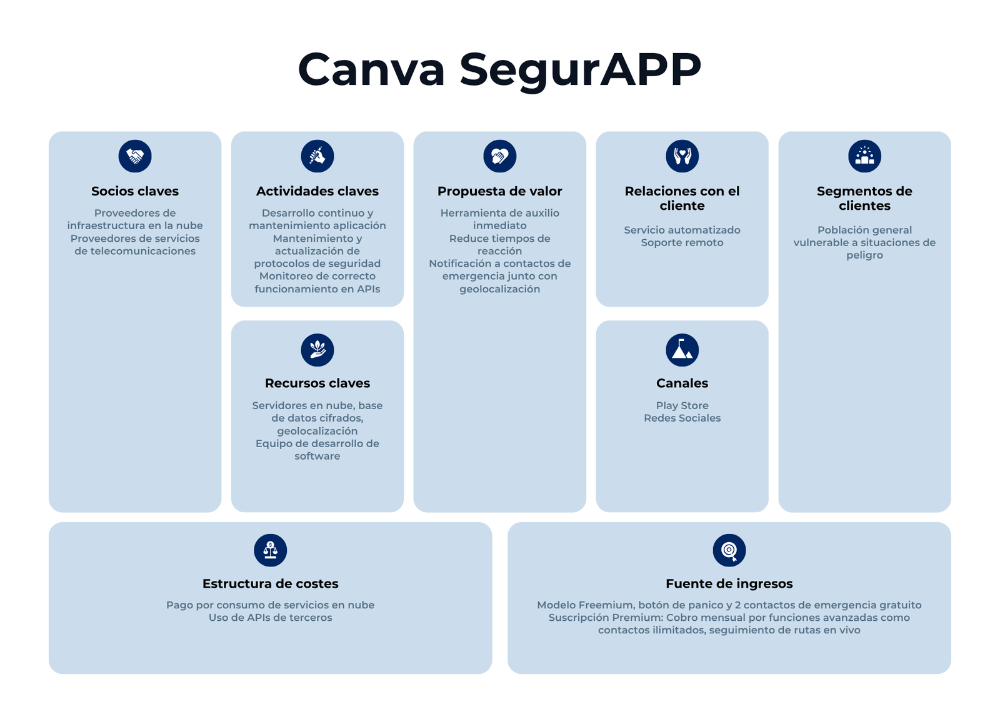 Canva SegurAPP
Socios claves
Proveedores de
infraestructura en la nube
Proveedores de servicios
de telecomunicaciones
Actividades claves
Desarrollo continuo y
mantenimiento aplicación
Mantenimiento y
actualización de
protocolos de seguridad
Monitoreo de correcto
funcionamiento en APIs
Recursos claves
Servidores en nube, base
de datos cifrados,
geolocalización
Equipo de desarrollo de
software
Propuesta de valor
Herramienta de auxilio
inmediato
Reduce tiempos de
reacción
Notificación a contactos de
emergencia junto con
geolocalización
Relaciones con el
cliente
Servicio automatizado
Soporte remoto
Canales
Play Store
Redes Sociales
Segmentos de
clientes
Población general
vulnerable a situaciones de
peligro
Estructura de costes
Pago por consumo de servicios en nube
Uso de APIs de terceros
Fuente de ingresos
Modelo Freemium, botón de panico y 2 contactos de emergencia gratuito
Suscripción Premium: Cobro mensual por funciones avanzadas como
contactos ilimitados, seguimiento de rutas en vivo